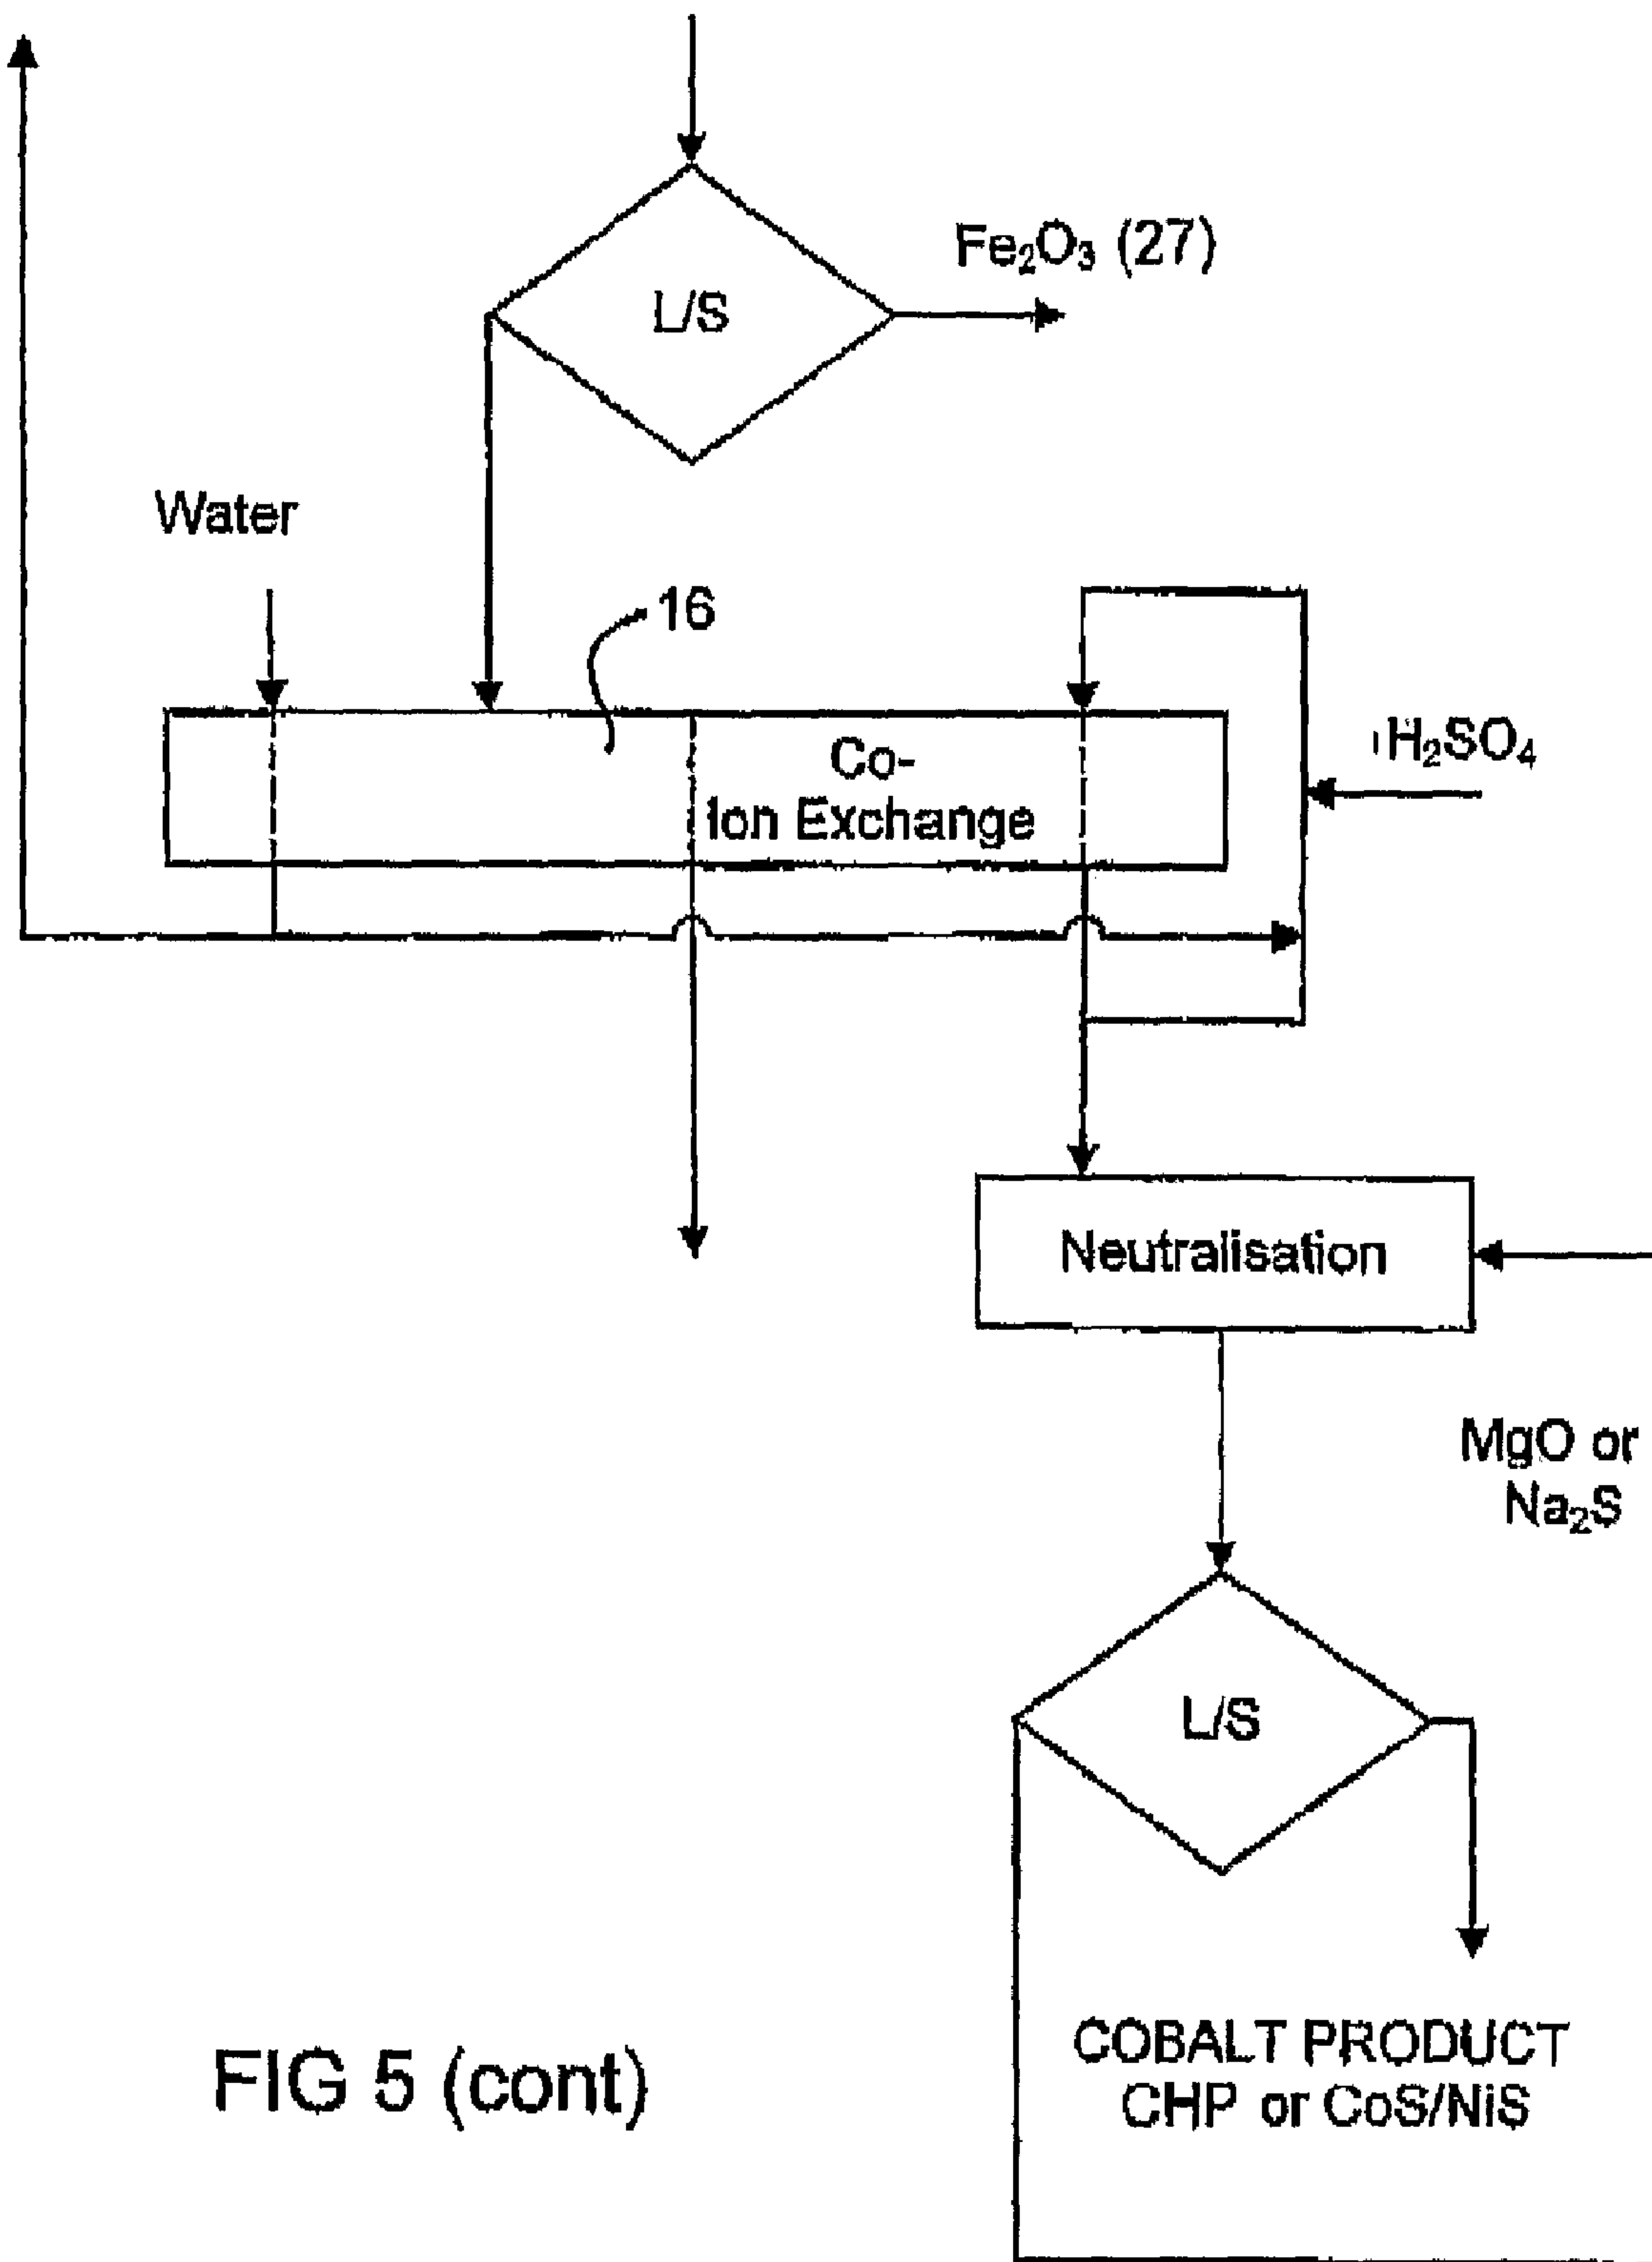 Fe₂O₃ (27)
L/S
Water
16
H₂SO₄
Co-
Ion Exchange
Neutralisation
MgO or
Na₂S
L/S
COBALT PRODUCT
CHP or CoS/NiS
FIG 5 (cont)